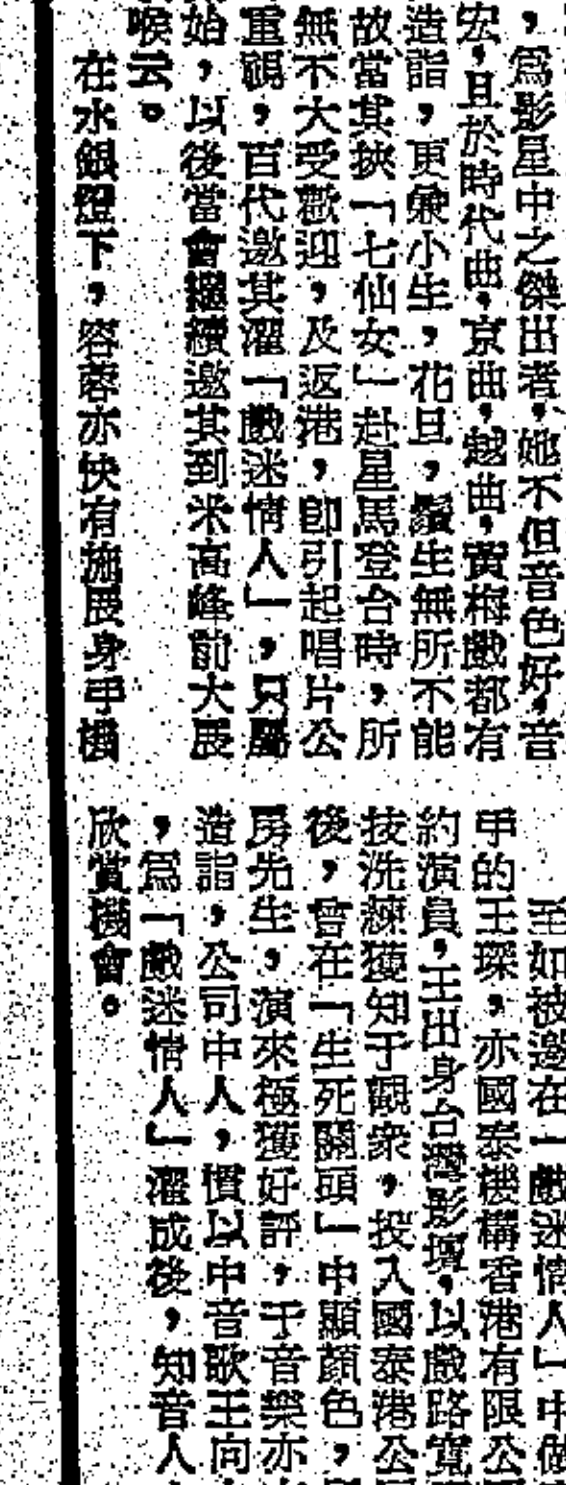 ，爲影星中之傑出者，她不但音色好，音
宏，且於時代曲，京曲，越曲，黃梅戲都有
造詣，更兼小生，花旦，鬚生無所不能
故當其挾「七仙女」赴星馬登台時，所
無不大受歡迎，及返港，即引起唱片公
重視，百代邀其灌「戲迷情人」，只屬
始，以後當會繼續邀其到米高峰前大展
喉云。
在水銀燈下，容蓉亦快有施展身手機
至如被邀在「戲迷情人」中做
甲的王琛，亦國泰機構香港有限公
約演員，王出身台灣影壇，以戲路寬
技洗練獲知于觀衆，投入國泰港公
後，曾在「生死關頭」中顯顏色，
房先生，演來極獲好評，于音樂亦
造詣，公司中人，慣以中音歌王向
，爲「戲迷情人」灌成後，知音人
欣賞機會。